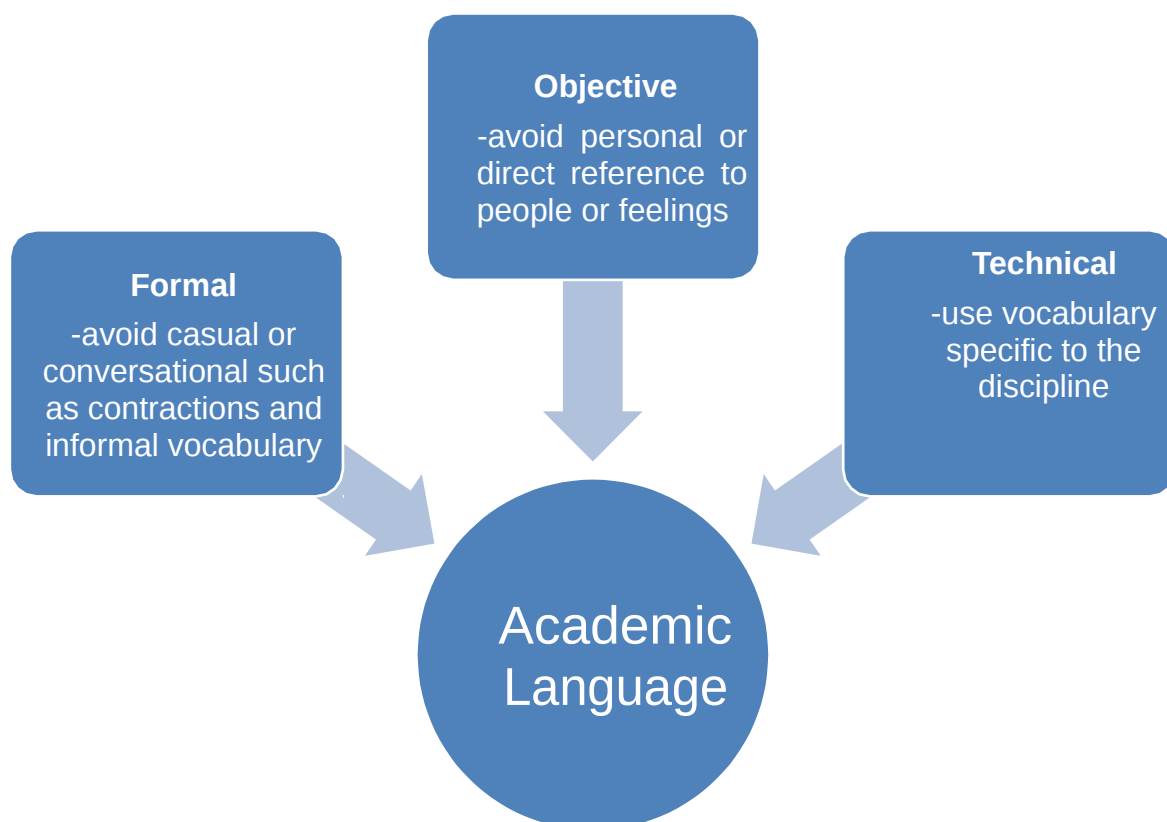 Objective
-avoid personal or
direct reference to
people or feelings
Formal
-avoid casual or
conversational such
as contractions and
informal vocabulary
Technical
-use vocabulary
specific to the
discipline
Academic
Language